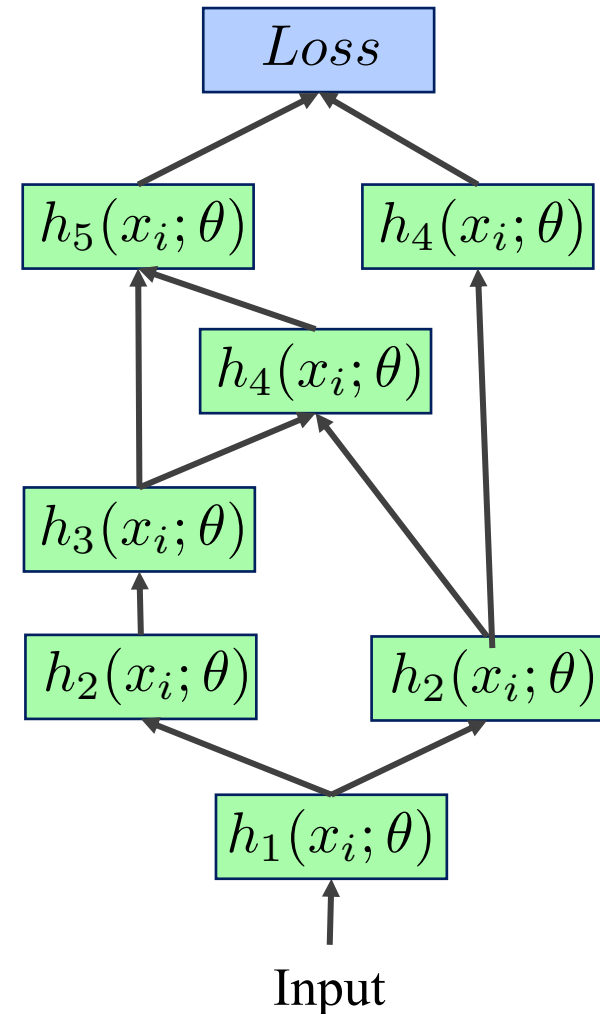 Loss
h₅(xᵢ; θ)
h₄(xᵢ; θ)
h₄(xᵢ; θ)
h₃(xᵢ; θ)
h₂(xᵢ; θ)
h₂(xᵢ; θ)
h₁(xᵢ; θ)
Input